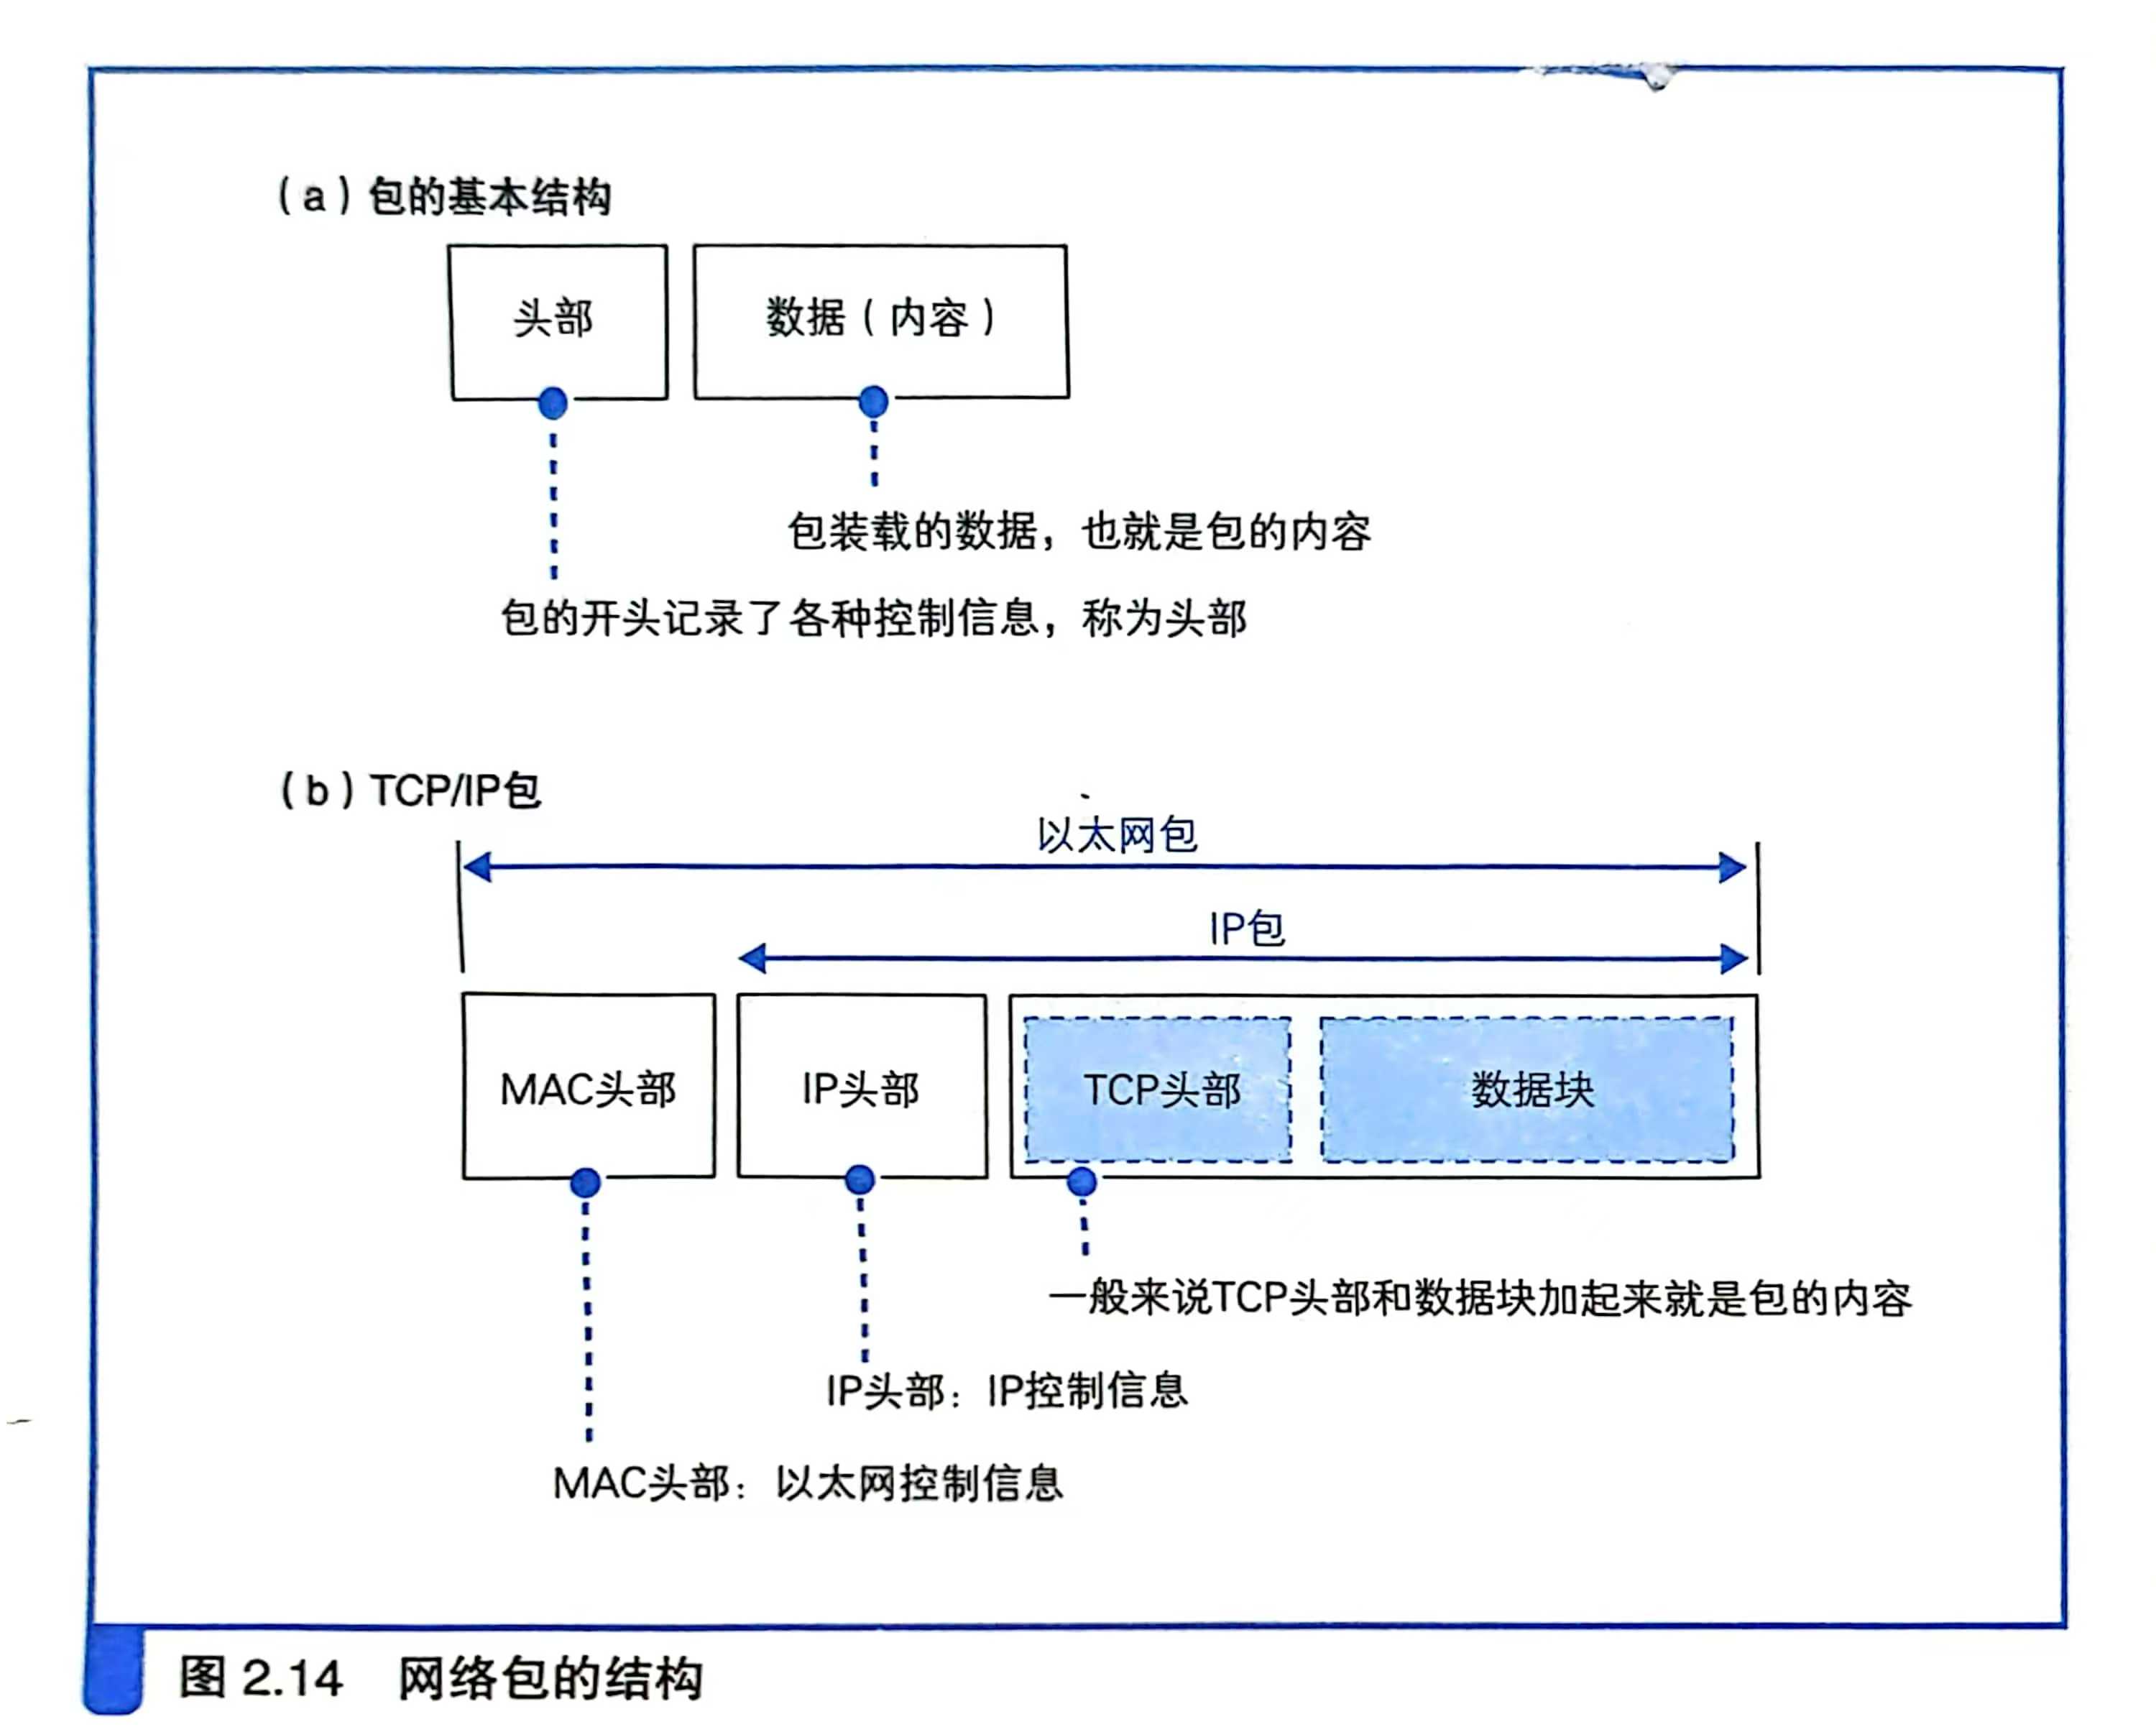 （a）包的基本结构
头部
数据（内容）
包装载的数据，也就是包的内容
包的开头记录了各种控制信息，称为头部
（b）TCP/IP包
以太网包
IP包
MAC头部
IP头部
TCP头部
数据块
一般来说TCP头部和数据块加起来就是包的内容
IP头部：IP控制信息
MAC头部：以太网控制信息
图 2.14 网络包的结构